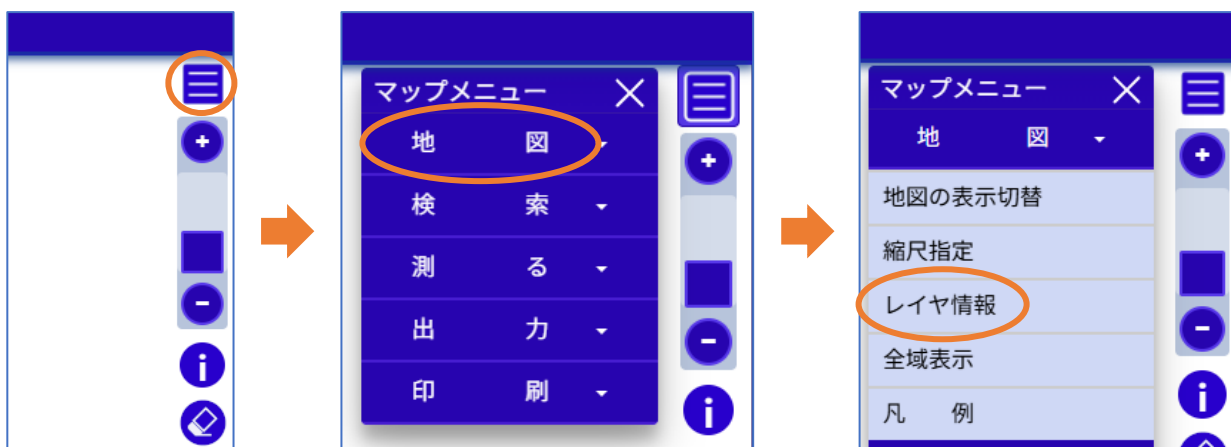 マップメニュー
地 図
検 索
測 る
出 力
印 刷
マップメニュー
地 図
地図の表示切替
縮尺指定
レイヤ情報
全域表示
凡 例